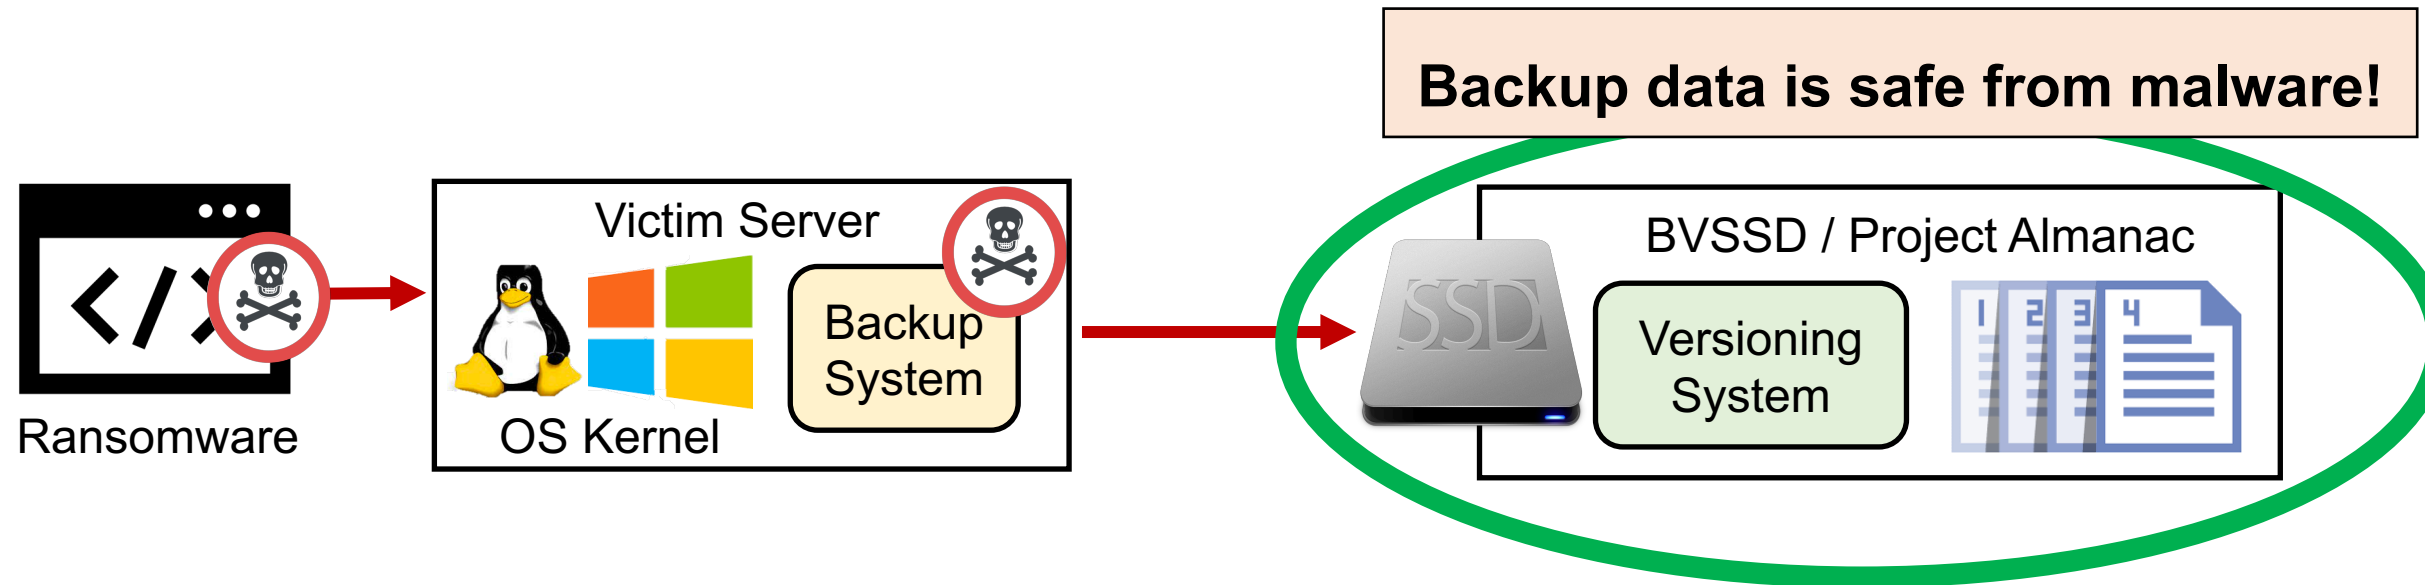 Backup data is safe from malware!
Ransomware
Victim Server
OS Kernel
Backup
System
BVSSD / Project Almanac
SSD
Versioning
System
1 2 3 4